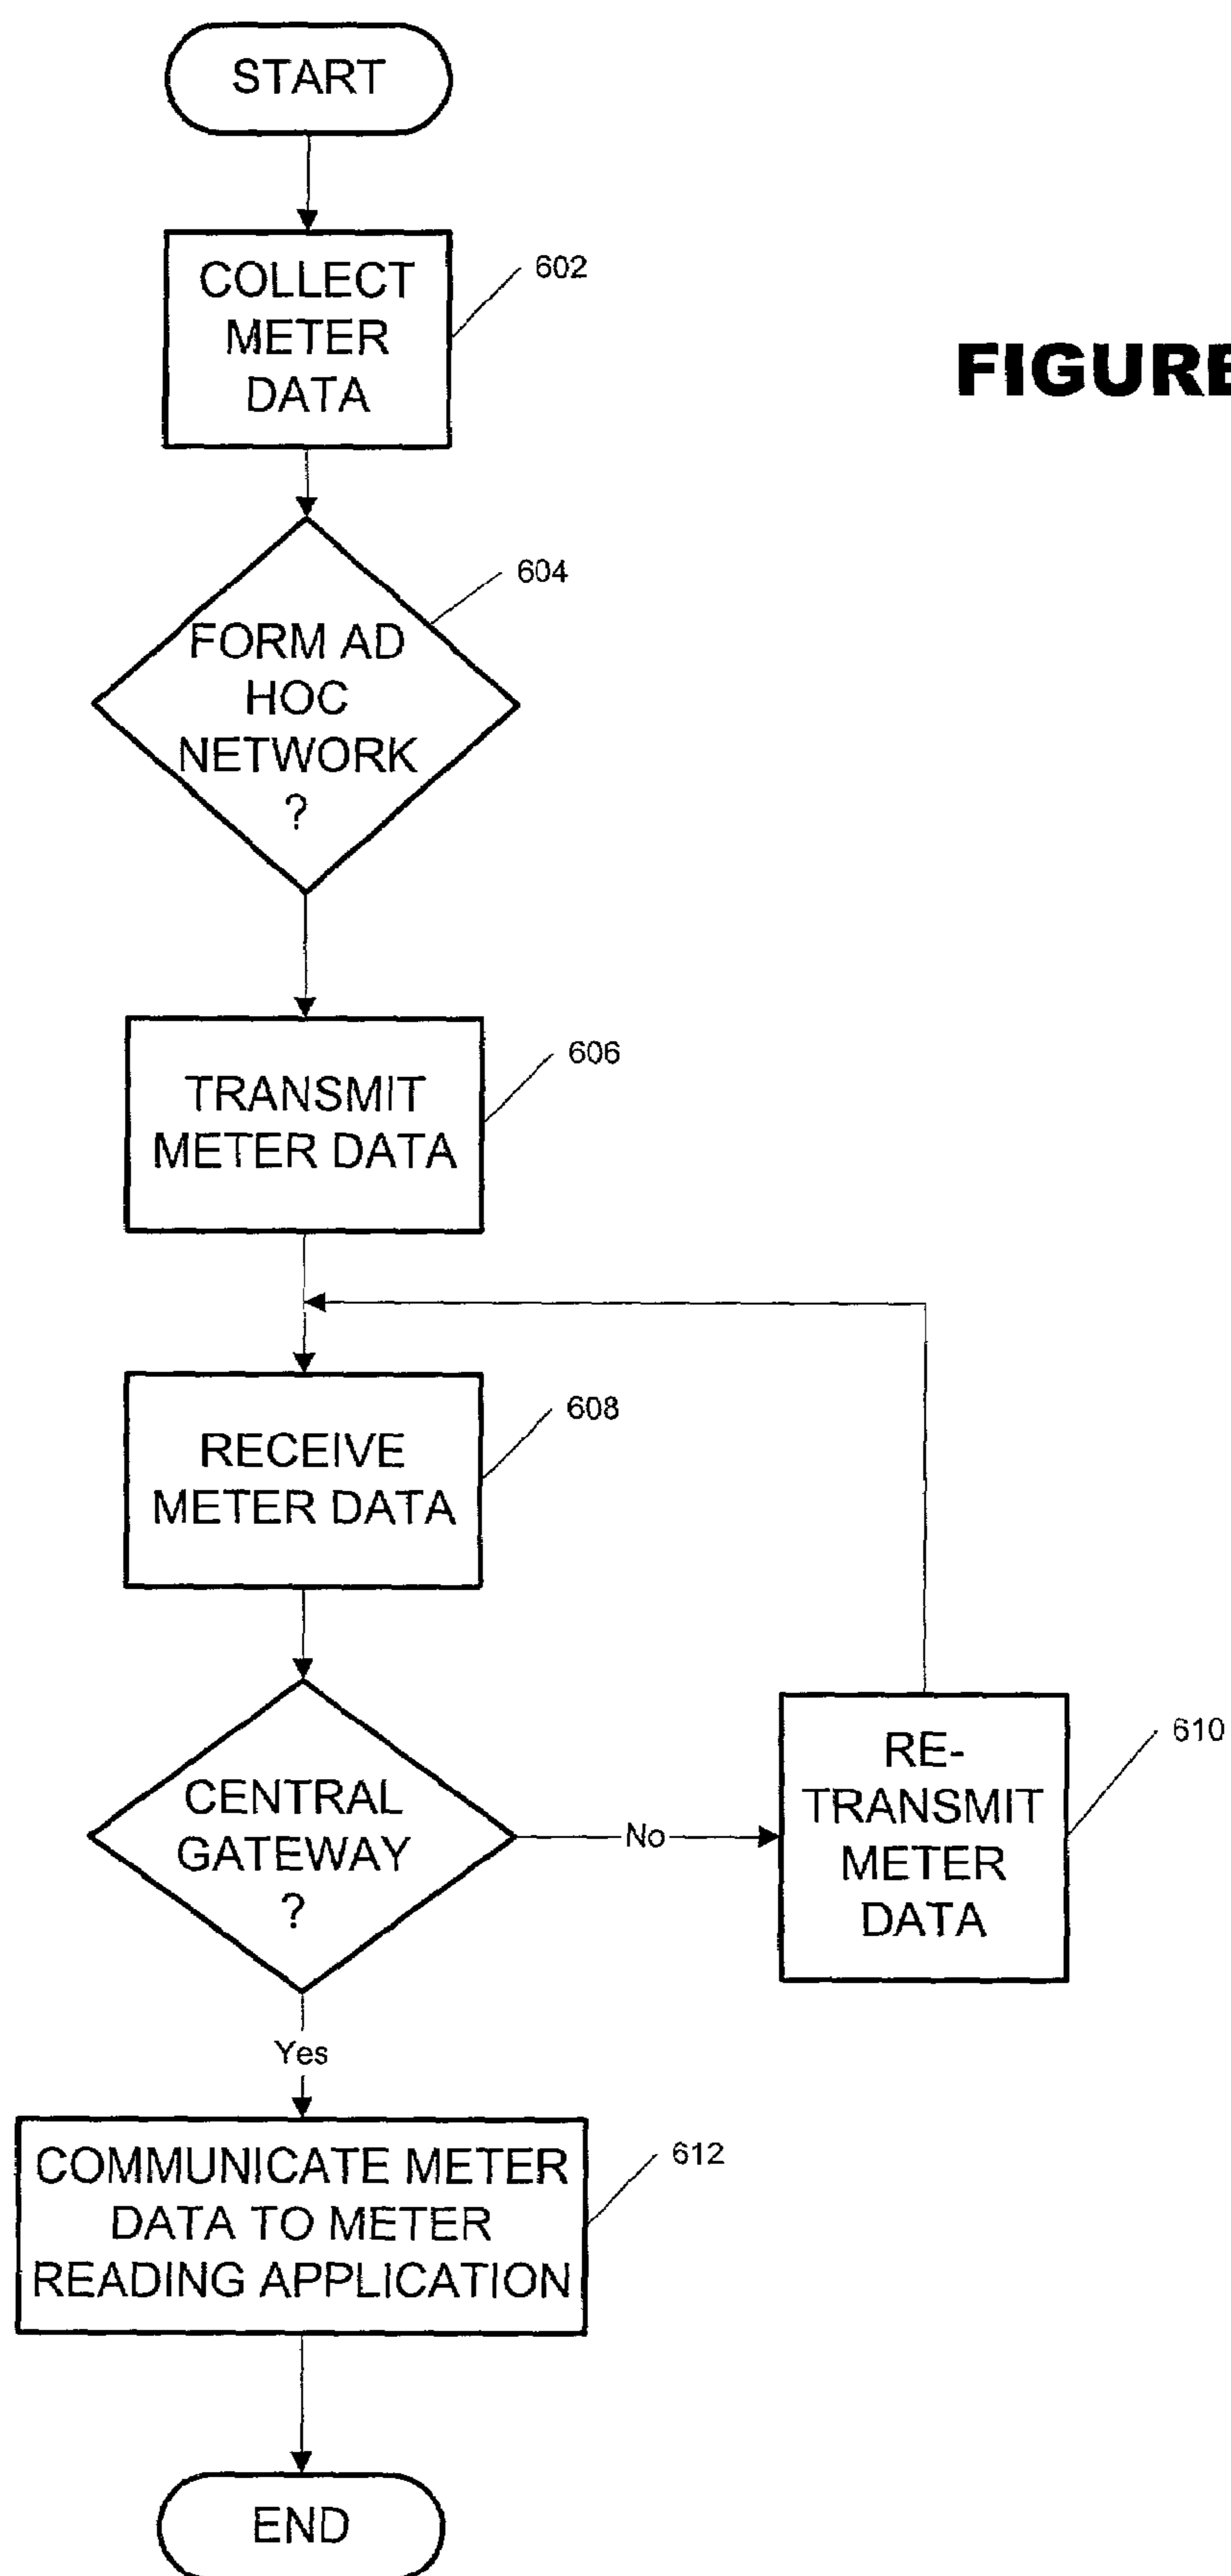 START
COLLECT
METER
DATA
602
FIGURE
FORM AD
HOC
NETWORK
?
604
TRANSMIT
METER DATA
606
RECEIVE
METER DATA
608
CENTRAL
GATEWAY
?
No
RE-
TRANSMIT
METER
DATA
610
Yes
COMMUNICATE METER
DATA TO METER
READING APPLICATION
612
END